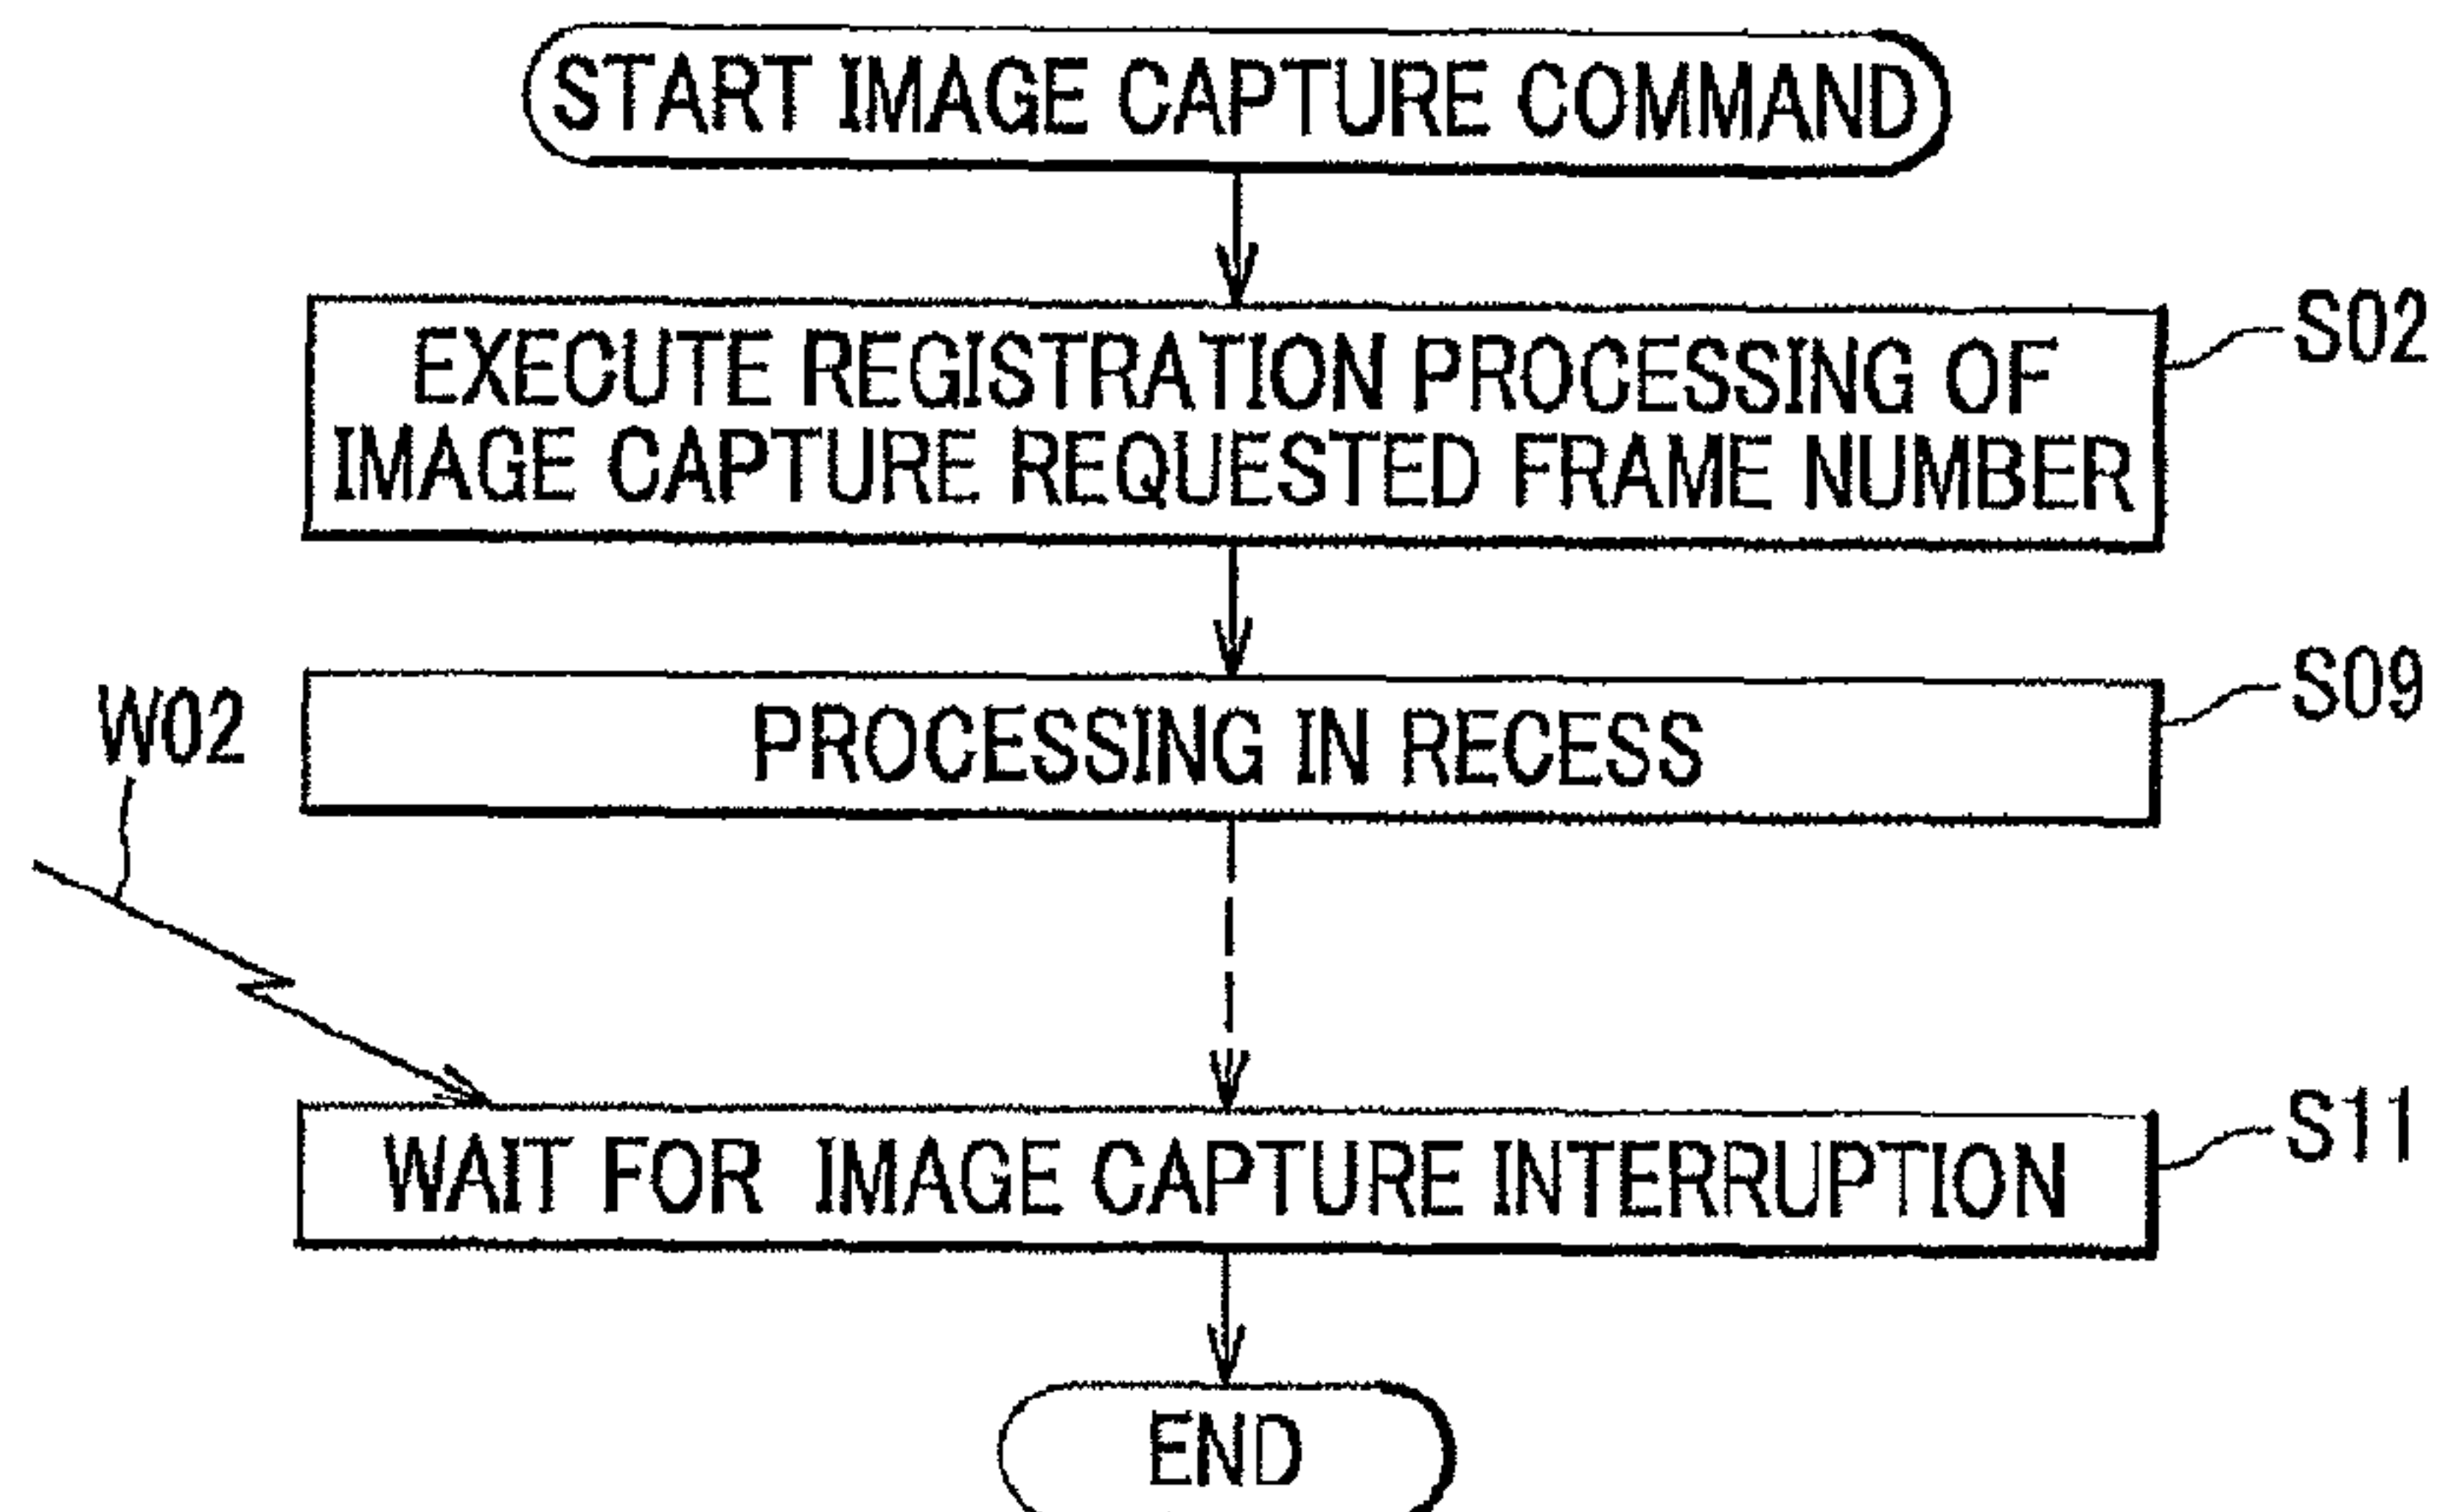 START IMAGE CAPTURE COMMAND
EXECUTE REGISTRATION PROCESSING OF
IMAGE CAPTURE REQUESTED FRAME NUMBER
S02
PROCESSING IN RECESS
S09
W02
WAIT FOR IMAGE CAPTURE INTERRUPTION
S11
END